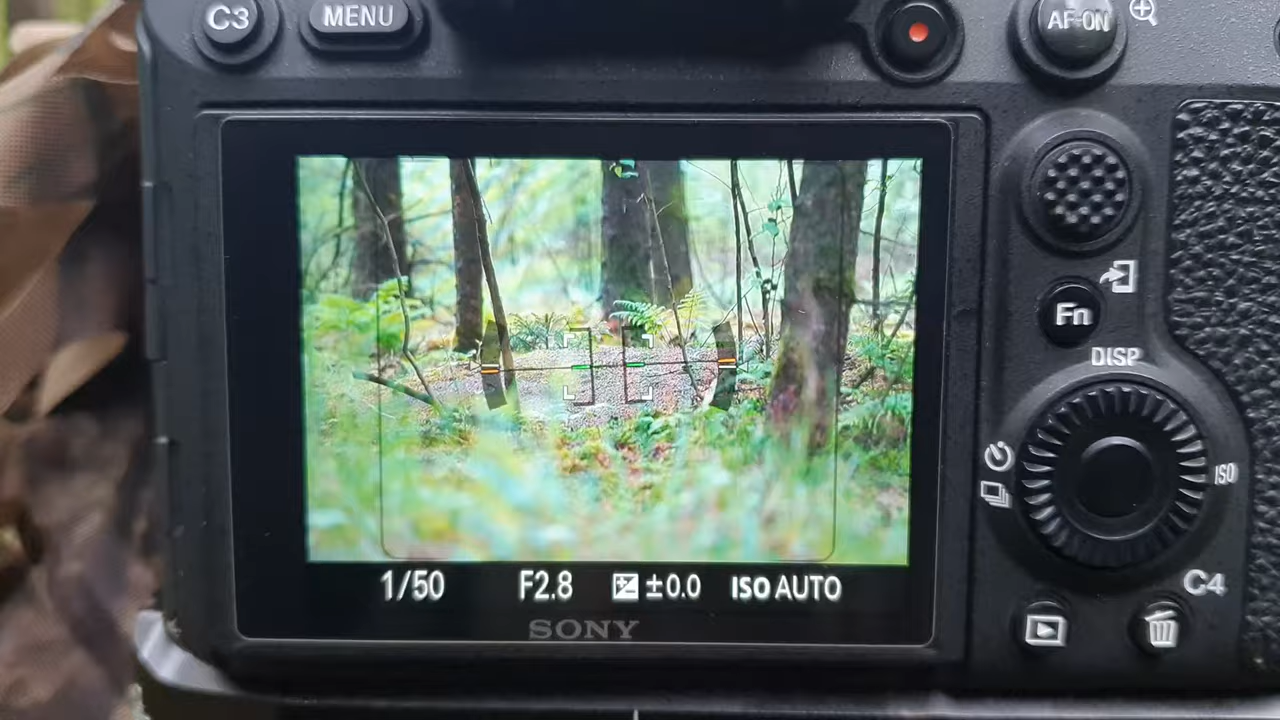 C3
MENU
AF-ON
Fn
DISP
ISO
1/50 F2.8 ±0.0 ISO AUTO
C4
SONY